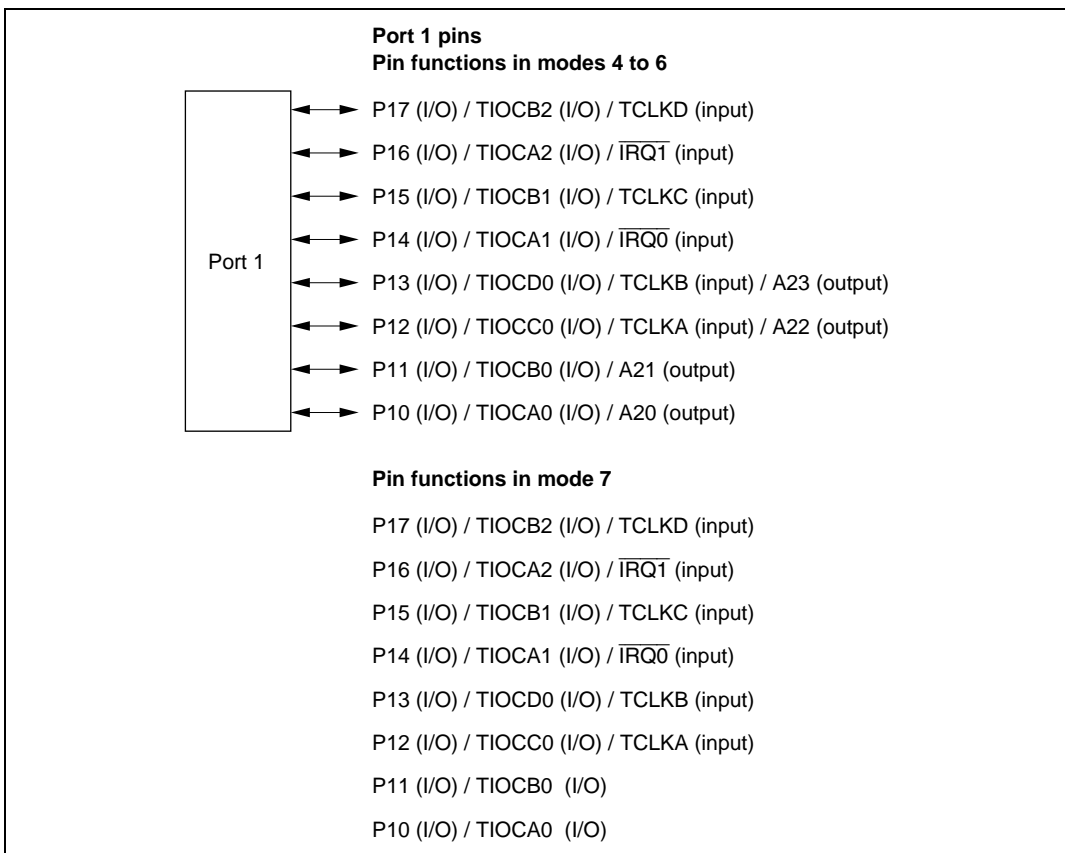 Port 1 pins
Pin functions in modes 4 to 6
P17 (I/O) / TIOCB2 (I/O) / TCLKD (input)
P16 (I/O) / TIOCA2 (I/O) / I̅R̅Q̅1̅ (input)
P15 (I/O) / TIOCB1 (I/O) / TCLKC (input)
P14 (I/O) / TIOCA1 (I/O) / I̅R̅Q̅0̅ (input)
Port 1
P13 (I/O) / TIOCD0 (I/O) / TCLKB (input) / A23 (output)
P12 (I/O) / TIOCC0 (I/O) / TCLKA (input) / A22 (output)
P11 (I/O) / TIOCB0 (I/O) / A21 (output)
P10 (I/O) / TIOCA0 (I/O) / A20 (output)
Pin functions in mode 7
P17 (I/O) / TIOCB2 (I/O) / TCLKD (input)
P16 (I/O) / TIOCA2 (I/O) / I̅R̅Q̅1̅ (input)
P15 (I/O) / TIOCB1 (I/O) / TCLKC (input)
P14 (I/O) / TIOCA1 (I/O) / I̅R̅Q̅0̅ (input)
P13 (I/O) / TIOCD0 (I/O) / TCLKB (input)
P12 (I/O) / TIOCC0 (I/O) / TCLKA (input)
P11 (I/O) / TIOCB0 (I/O)
P10 (I/O) / TIOCA0 (I/O)